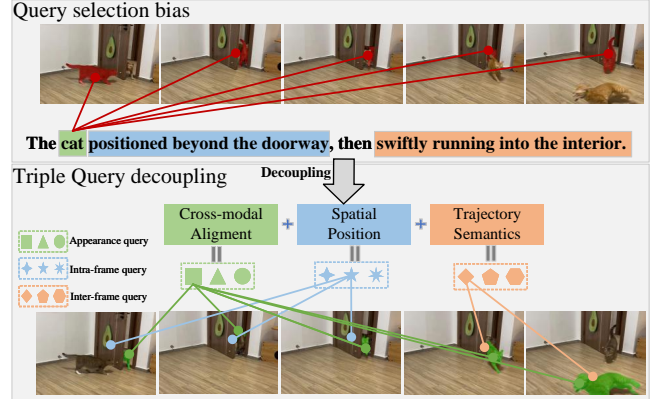 Query selection bias
The cat positioned beyond the doorway, then swiftly running into the interior.
Triple Query decoupling
Decoupling
Cross-modal
Aligment
+
Spatial
Position
+
Trajectory
Semantics
Appearance query
Intra-frame query
Inter-frame query